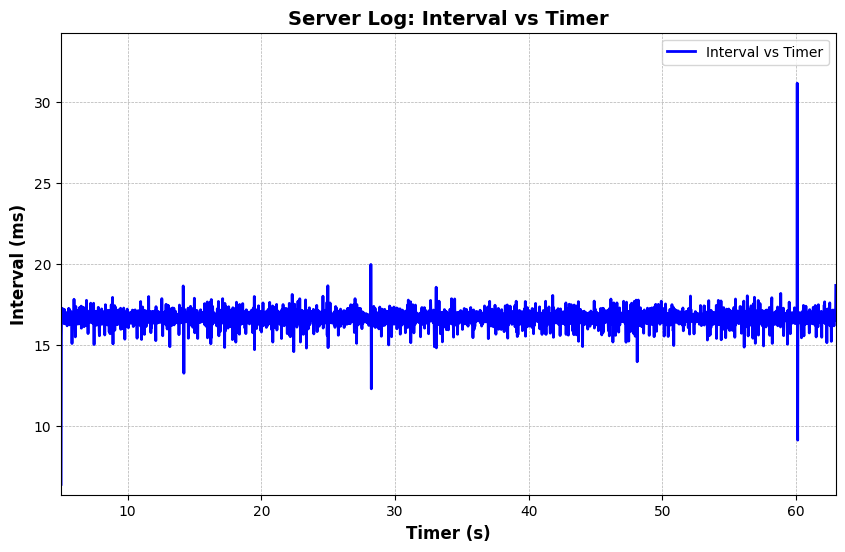 Server Log: Interval vs Timer
Interval vs Timer
Interval (ms)
30
25
20
15
10
10 20 30 40 50 60
Timer (s)